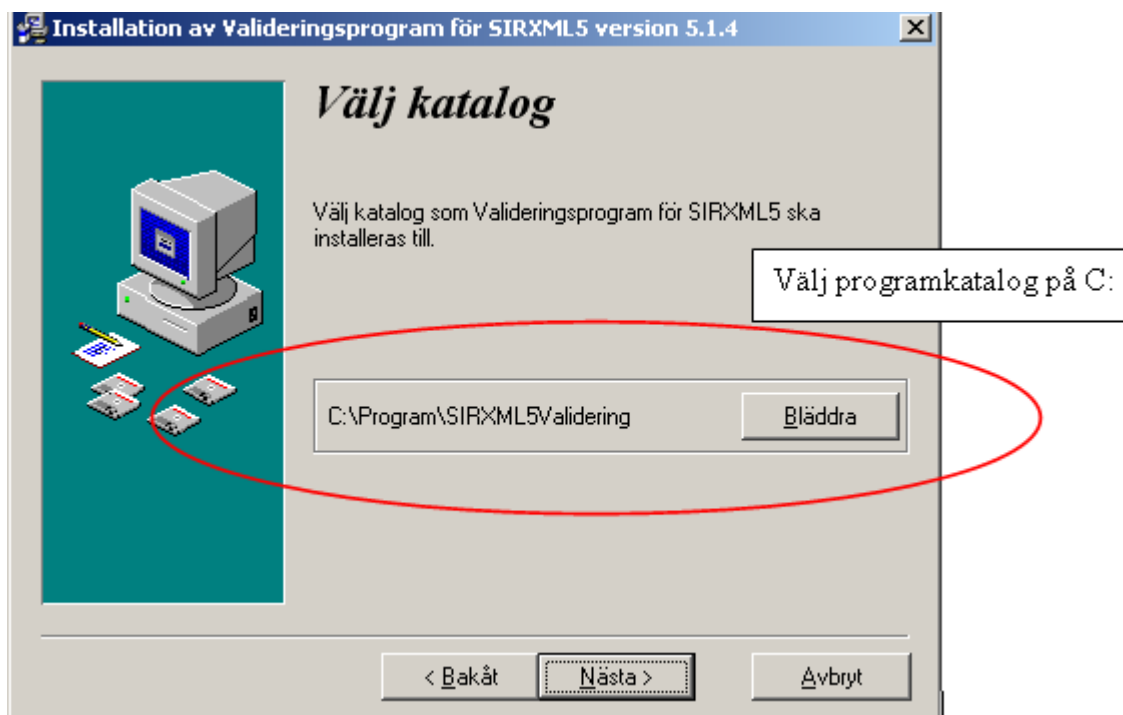 Installation av Valideringsprogram för SIRXML5 version 5.1.4
Välj katalog
Välj katalog som Valideringsprogram för SIRXML5 ska
installeras till.
Välj programkatalog på C:
C:\Program\SIRXML5Validering
Bläddra
< Bakåt
Nästa >
Avbryt